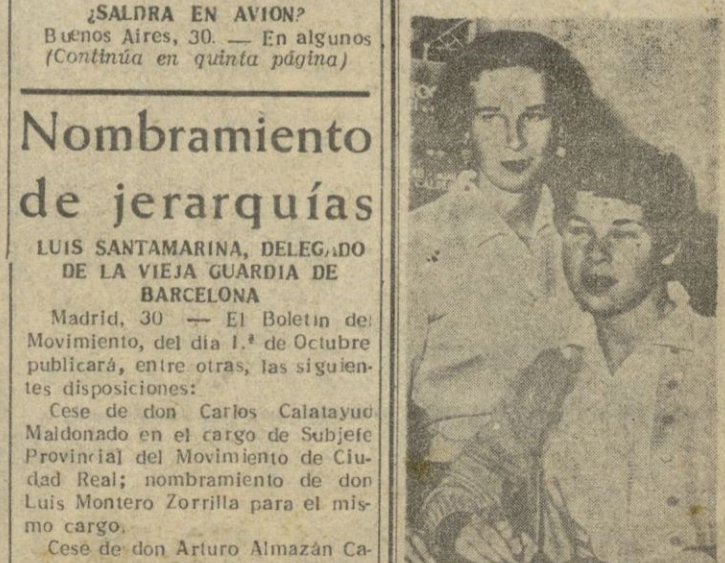 ¿SALDRA EN AVION?
Buenos Aires, 30. — En algunos
(Continúa en quinta página)
Nombramiento
de jerarquías
LUIS SANTAMARINA, DELEGADO
DE LA VIEJA GUARDIA DE
BARCELONA
Madrid, 30 — El Boletin del
Movimiento, del día 1.ª de Octubre
publicará, entre otras, las siguien-
tes disposiciones:
Cese de don Carlos Calatayud
Maldonado en el cargo de Subjefe
Provincial del Movimiento de Ciu-
dad Real; nombramiento de don
Luis Montero Zorrilla para el mis-
mo cargo.
Cese de don Arturo Almazán Ca-